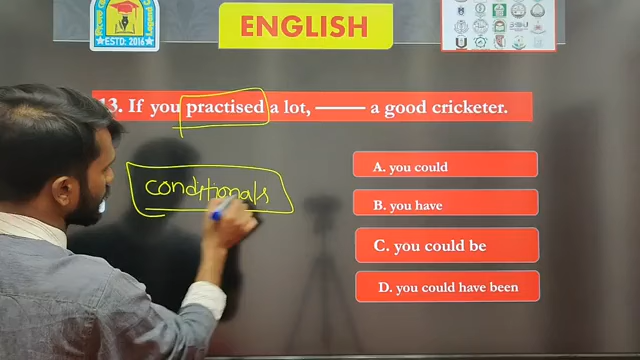 ESTD: 2016
ENGLISH
13. If you practised a lot, ——— a good cricketer.
conditionals
A. you could
B. you have
C. you could be
D. you could have been